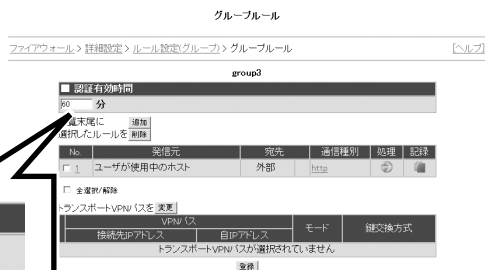 グループルール
ファイアウォール > 詳細設定 > ルール設定(グループ) > グループルール [ヘルプ]
group3
■ 認証有効時間
60 分
覧末尾に 追加
選択したルールを 削除
No. 発信元 宛先 通信種別 処理 記録
1 ユーザが使用中のホスト 外部 http
全選択/解除
トランスポートVPNパスを 変更
VPNパス モード 鍵交換方式
接続先IPアドレス 自IPアドレス
トランスポートVPNパスが選択されていません
登録